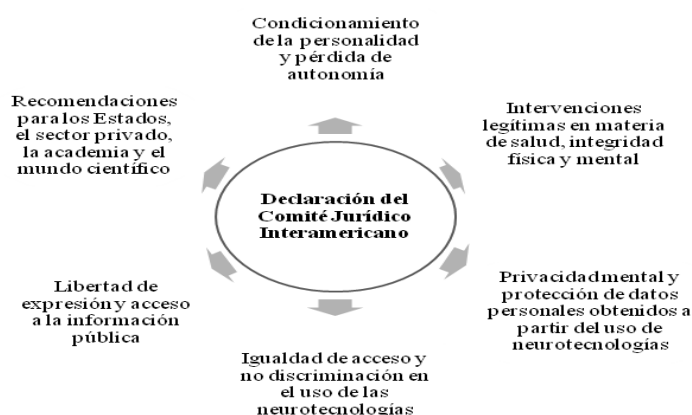 Condicionamiento
de la personalidad
y pérdida de
autonomía
Recomendaciones
para los Estados,
el sector privado,
la academia y el
mundo científico
Intervenciones
legítimas en materia
de salud, integridad
física y mental
Declaración del
Comité Jurídico
Interamericano
Libertad de
expresión y acceso
a la información
pública
Privacidad mental y
protección de datos
personales obtenidos a
partir del uso de
neurotecnologías
Igualdad de acceso y
no discriminación en
el uso de las
neurotecnologías